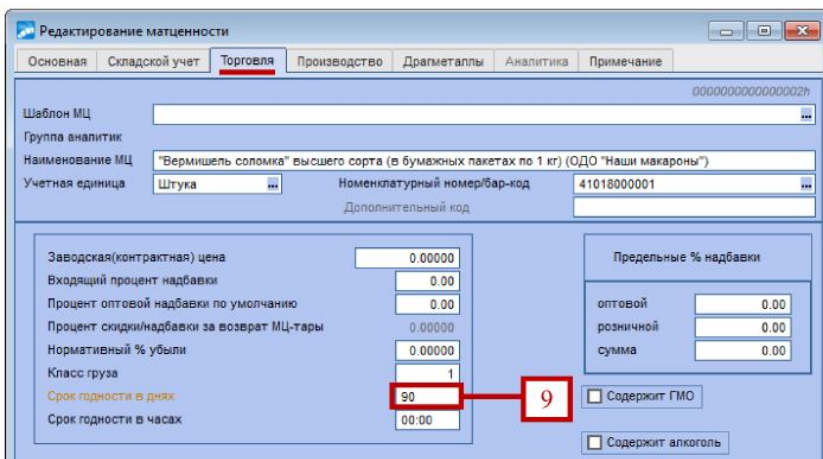 Редактирование матценности
Основная Складской учет Торговля Производство Драгметаллы Аналитика Примечание
0000000000000002h
Шаблон МЦ ...
Группа аналитик
Наименование МЦ "Вермишель соломка" высшего сорта (в бумажных пакетах по 1 кг) (ОДО "Наши макароны")
Учетная единица Штука ... Номенклатурный номер/бар-код 41018000001 ...
Дополнительный код
Заводская(контрактная) цена 0.00000
Входящий процент надбавки 0.00
Процент оптовой надбавки по умолчанию 0.00
Процент скидки/надбавки за возврат МЦ-тары 0.00000
Нормативный % убыли 0.00000
Класс груза 1
Срок годности в днях 90 9
Срок годности в часах 00:00
Предельные % надбавки
оптовой 0.00
розничной 0.00
сумма 0.00
Содержит ГМО
Содержит алкоголь